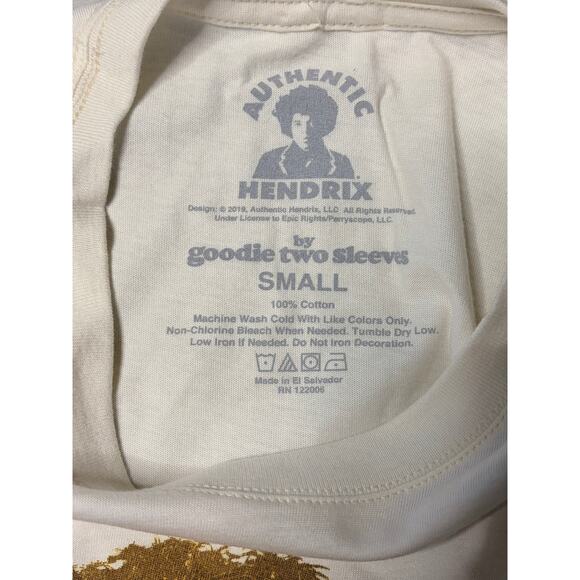 AUTHENTIC
HENDRIX
Design: © 2019, Authentic Hendrix, LLC All Rights Reserved.
Under License to Epic Rights/Perryscope, LLC.
by
goodie two sleeves
SMALL
100% Cotton
Machine Wash Cold With Like Colors Only.
Non-Chlorine Bleach When Needed. Tumble Dry Low.
Low Iron If Needed. Do Not Iron Decoration.
Made in El Salvador
RN 122006